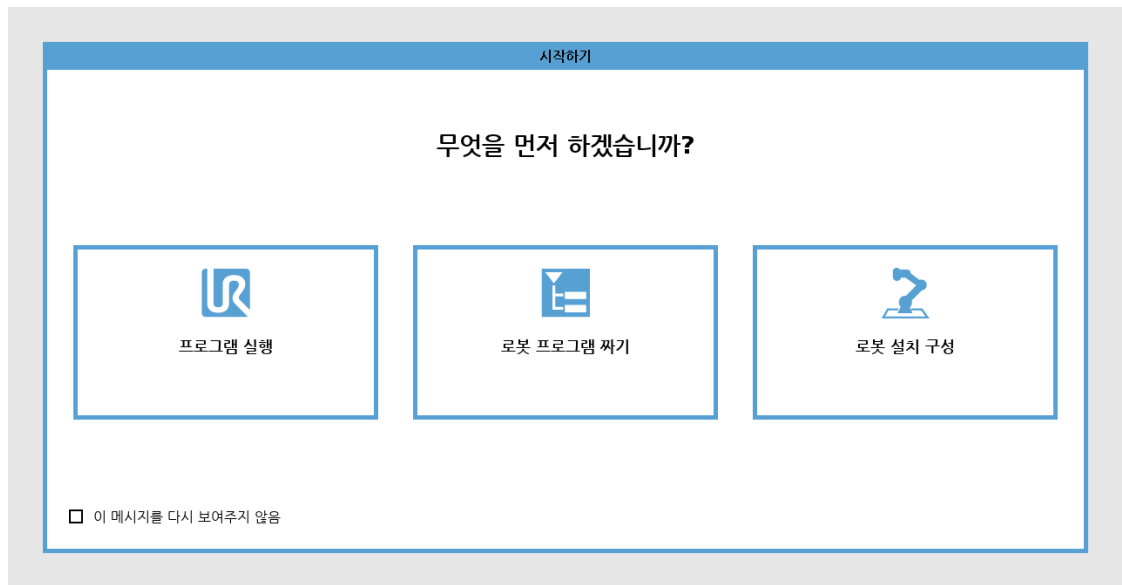 시작하기
무엇을 먼저 하겠습니까?
프로그램 실행
로봇 프로그램 짜기
로봇 설치 구성
이 메시지를 다시 보여주지 않음